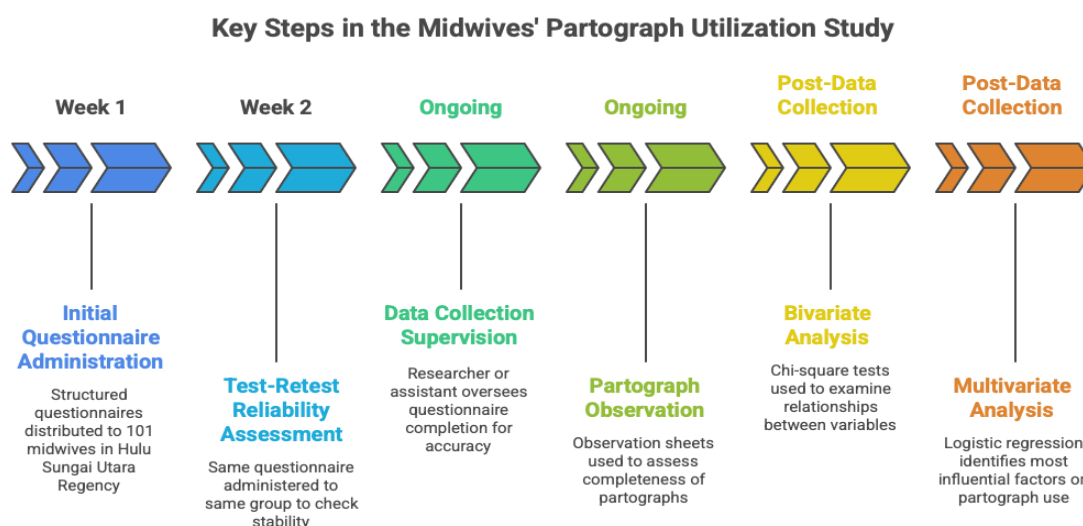 Key Steps in the Midwives' Partograph Utilization Study
Week 1
Initial
Questionnaire
Administration
Structured
questionnaires
distributed to 101
midwives in Hulu
Sungai Utara
Regency
Week 2
Test-Retest
Reliability
Assessment
Same questionnaire
administered to
same group to check
stability
Ongoing
Data Collection
Supervision
Researcher or
assistant oversees
questionnaire
completion for
accuracy
Ongoing
Partograph
Observation
Observation sheets
used to assess
completeness of
partographs
Post-Data
Collection
Bivariate
Analysis
Chi-square tests
used to examine
relationships
between variables
Post-Data
Collection
Multivariate
Analysis
Logistic regression
identifies most
influential factors on
partograph use